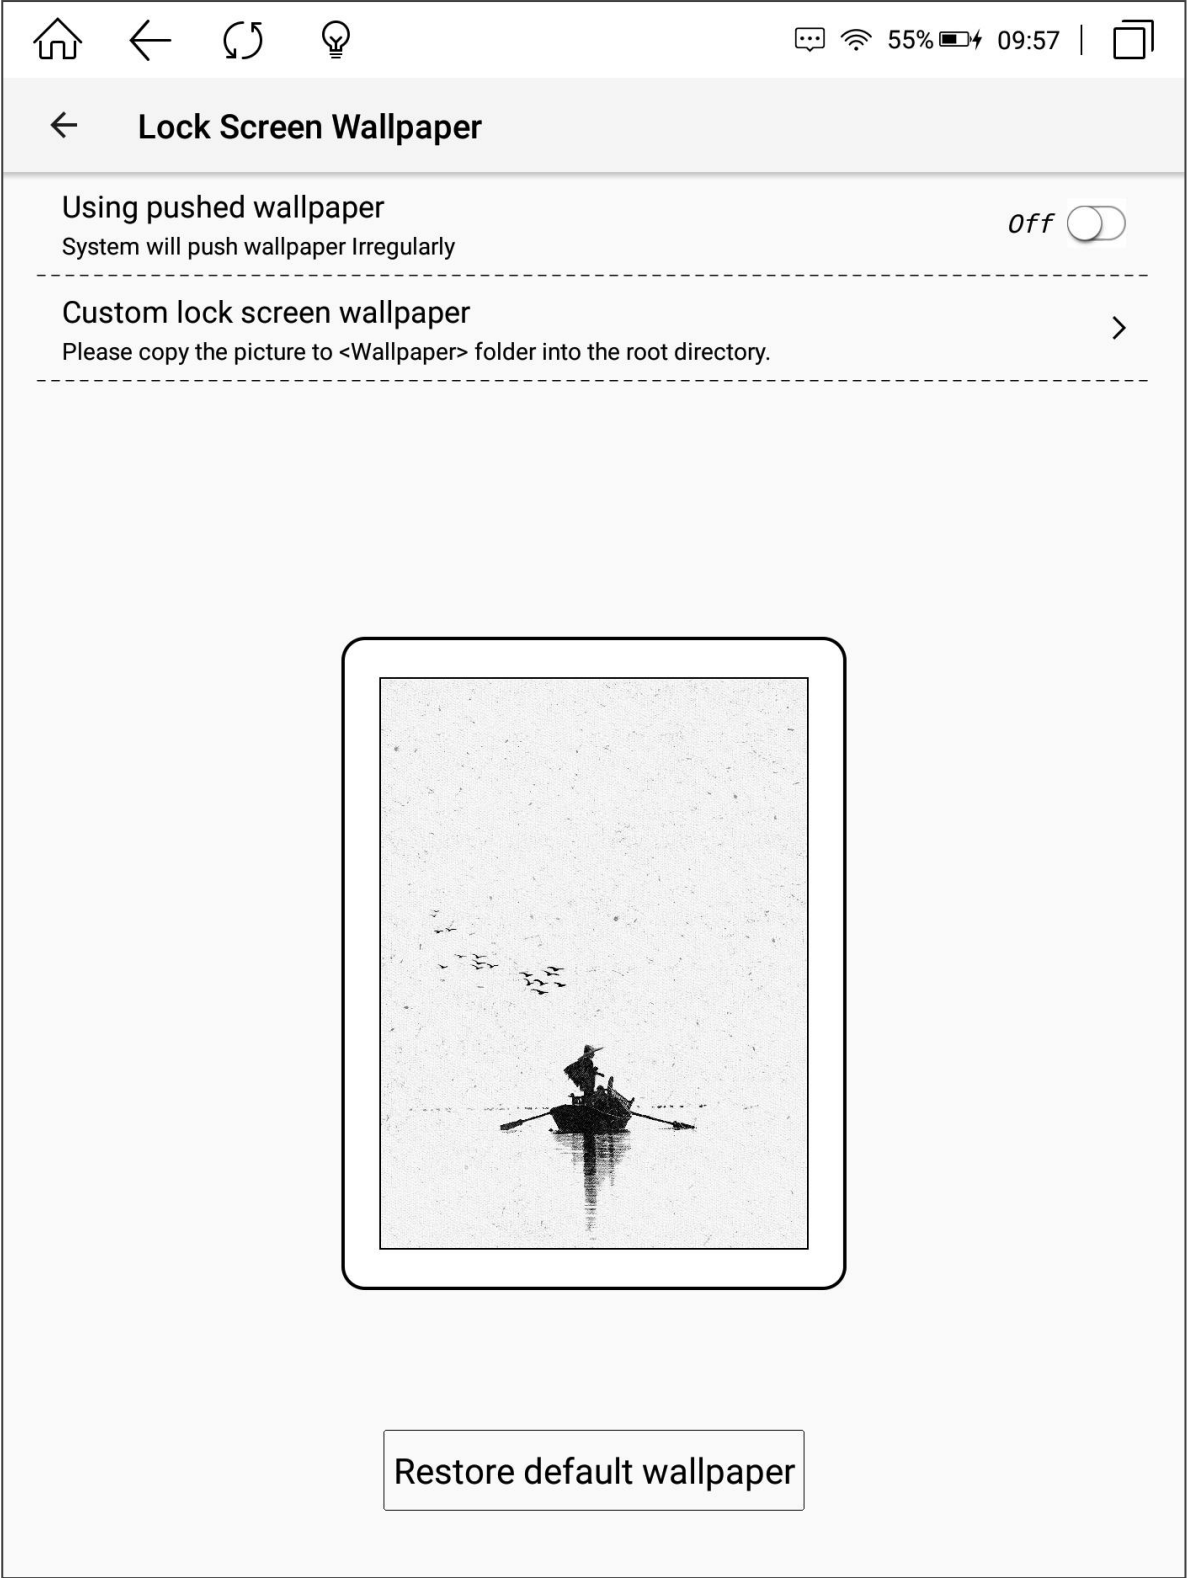 55% 09:57
Lock Screen Wallpaper
Using pushed wallpaper
Off
System will push wallpaper Irregularly
Custom lock screen wallpaper
Please copy the picture to <Wallpaper> folder into the root directory.
Restore default wallpaper